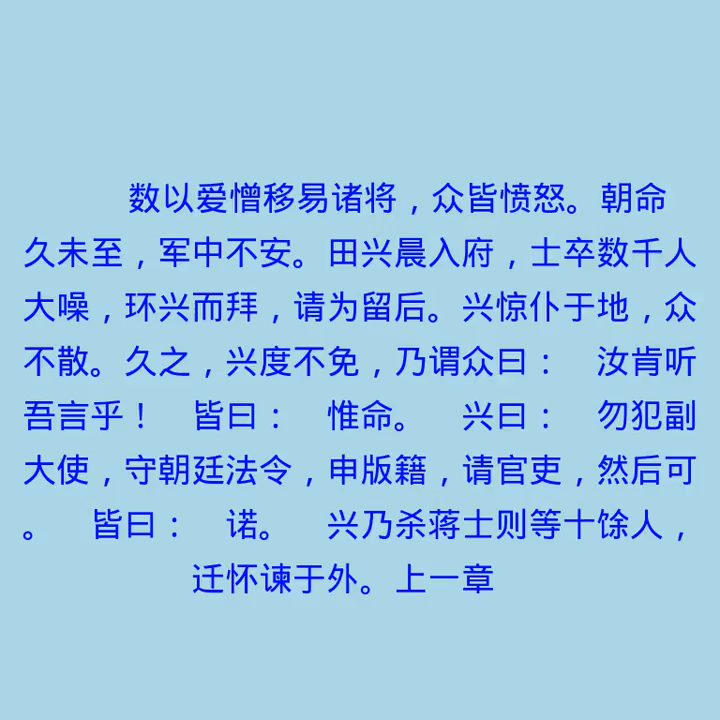 数以爱憎移易诸将，众皆愤怒。朝命
久未至，军中不安。田兴晨入府，士卒数千人
大噪，环兴而拜，请为留后。兴惊仆于地，众
不散。久之，兴度不免，乃谓众曰：　汝肯听
吾言乎！　皆曰：　惟命。　兴曰：　勿犯副
大使，守朝廷法令，申版籍，请官吏，然后可
。　皆曰：　诺。　兴乃杀蒋士则等十馀人，
迁怀谏于外。上一章